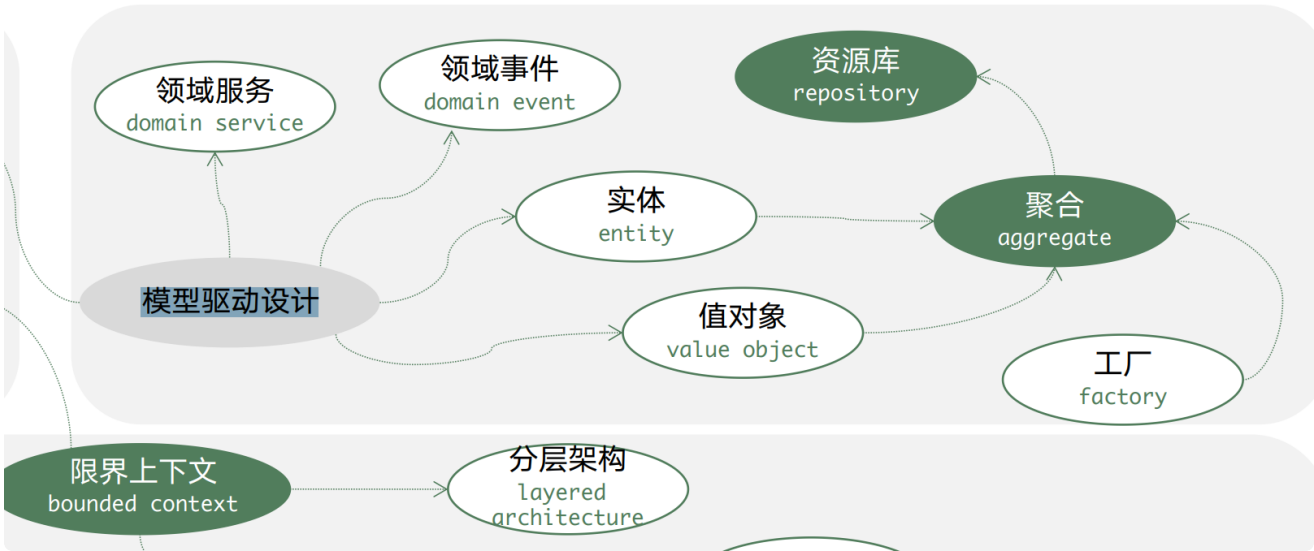 领域服务
domain service
领域事件
domain event
资源库
repository
实体
entity
聚合
aggregate
模型驱动设计
值对象
value object
工厂
factory
限界上下文
bounded context
分层架构
layered
architecture